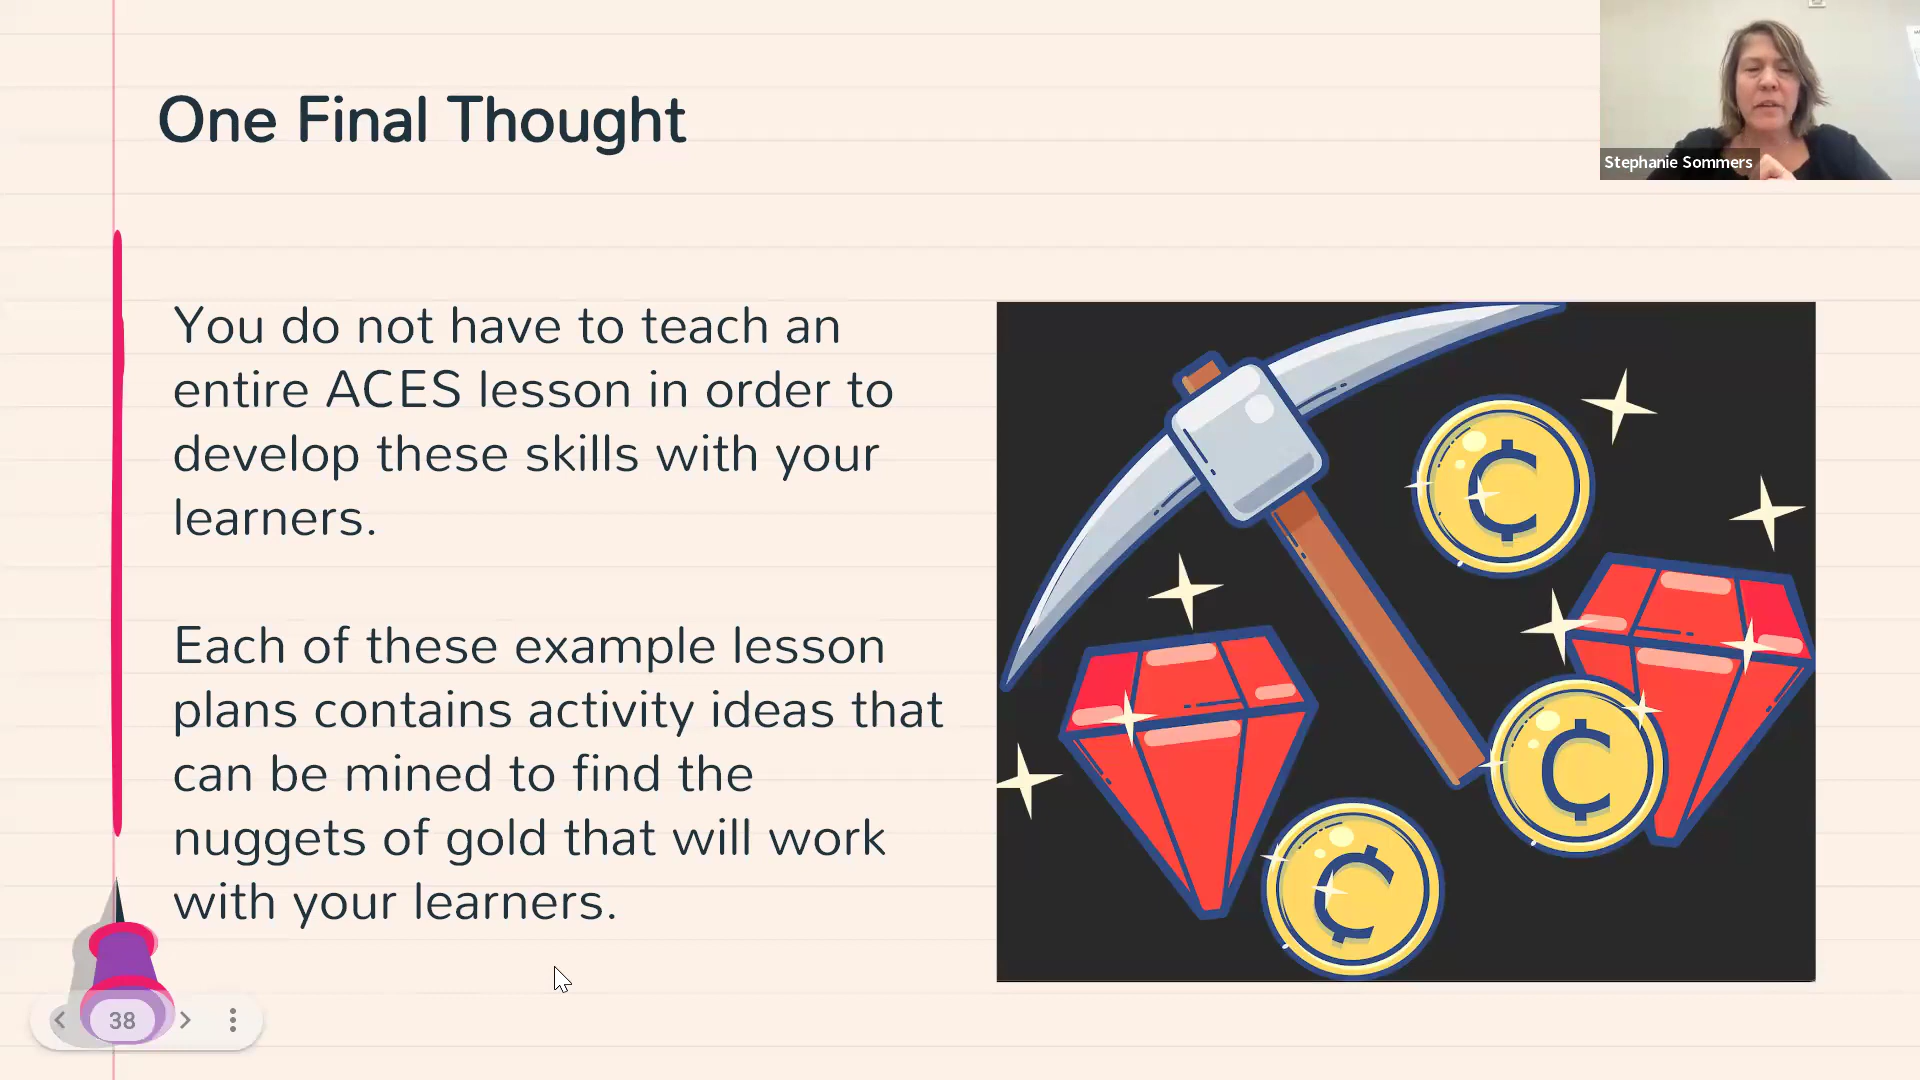 One Final Thought
Stephanie Sommers
You do not have to teach an
entire ACES lesson in order to
develop these skills with your
learners.
Each of these example lesson
plans contains activity ideas that
can be mined to find the
nuggets of gold that will work
with your learners.
38